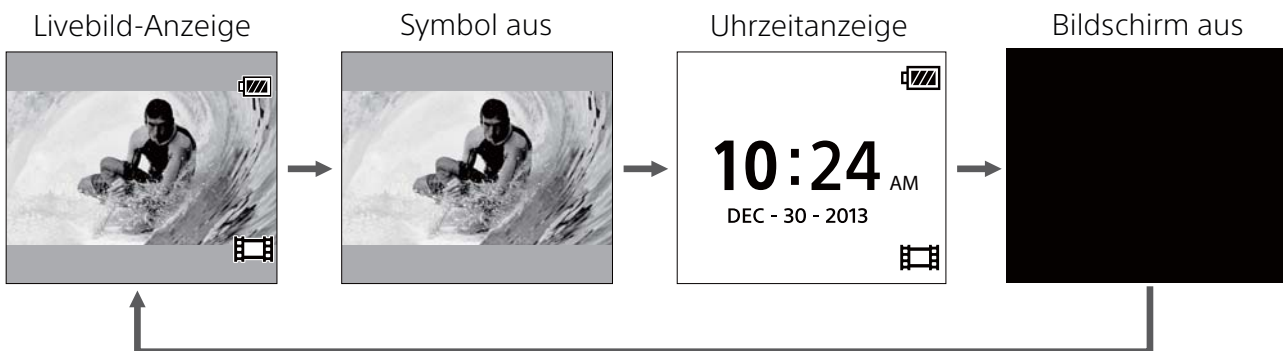 Livebild-Anzeige
Symbol aus
Uhrzeitanzeige
Bildschirm aus
10:24 AM
DEC - 30 - 2013